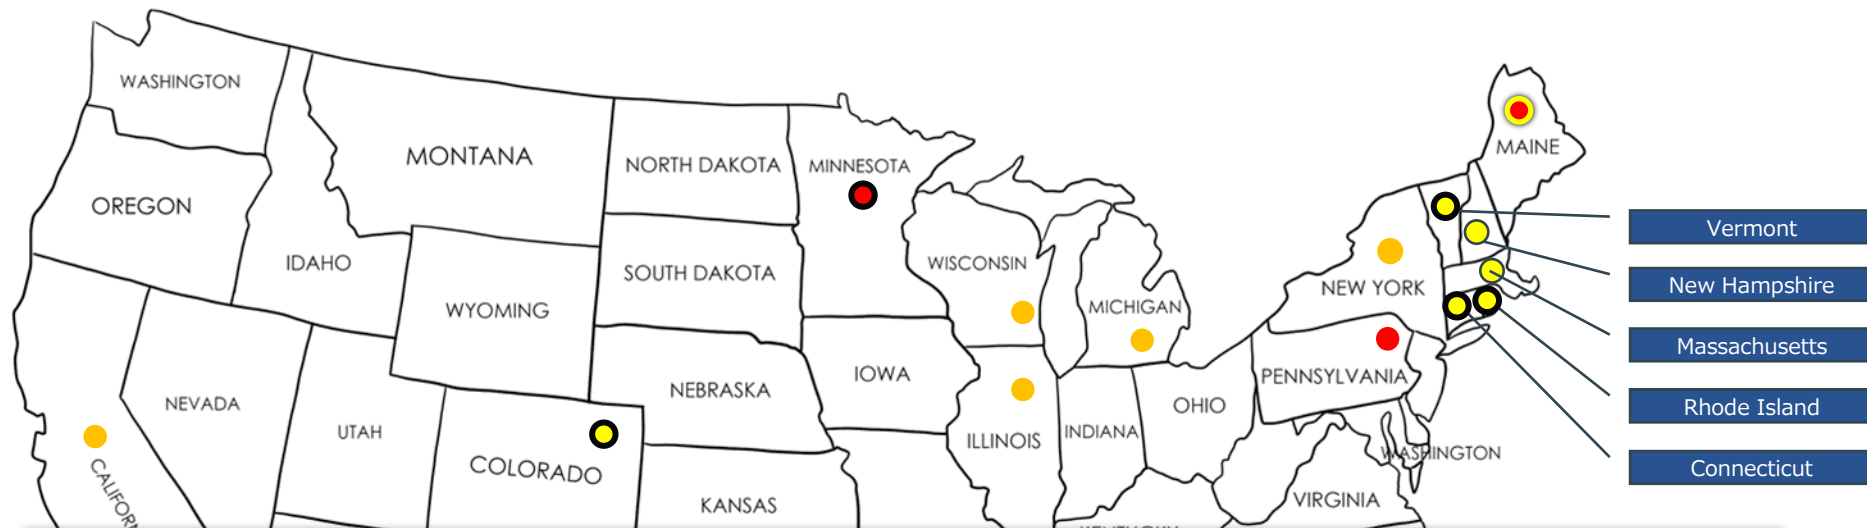 WASHINGTON
MONTANA
NORTH DAKOTA
MINNESOTA
MAINE
OREGON
IDAHO
SOUTH DAKOTA
WISCONSIN
NEW YORK
Vermont
WYOMING
MICHIGAN
New Hampshire
NEVADA
NEBRASKA
IOWA
PENNSYLVANIA
Massachusetts
UTAH
OHIO
Rhode Island
COLORADO
ILLINOIS
INDIANA
WASHINGTON
Connecticut
KANSAS
VIRGINIA